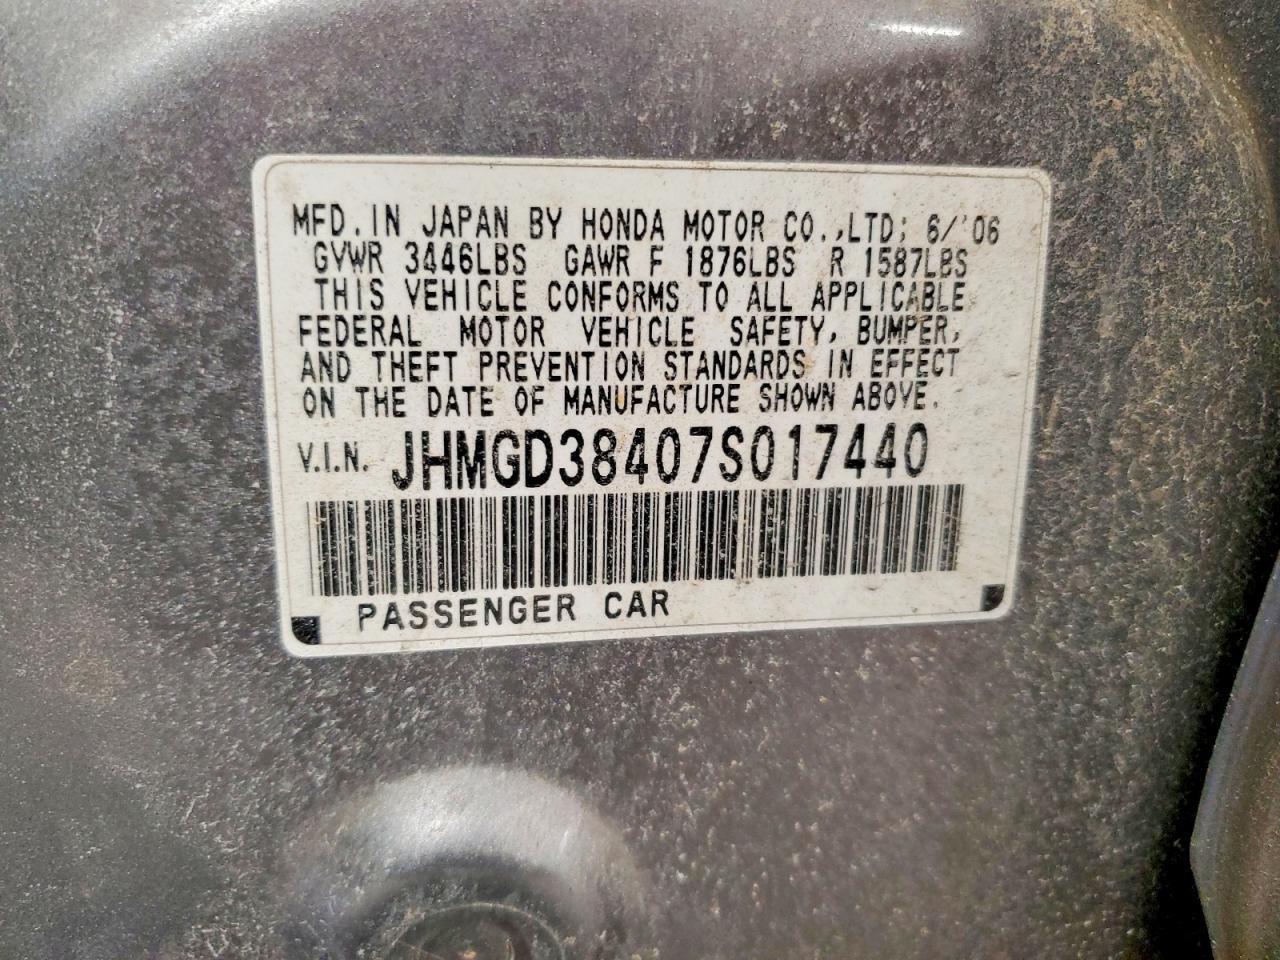 MFD. IN JAPAN BY HONDA MOTOR CO.,LTD; 6/'06
GVWR 3446LBS GAWR F 1876LBS R 1587LBS
THIS VEHICLE CONFORMS TO ALL APPLICABLE
FEDERAL MOTOR VEHICLE SAFETY, BUMPER,
AND THEFT PREVENTION STANDARDS IN EFFECT
ON THE DATE OF MANUFACTURE SHOWN ABOVE.
V.I.N. JHMGD38407S017440
PASSENGER CAR